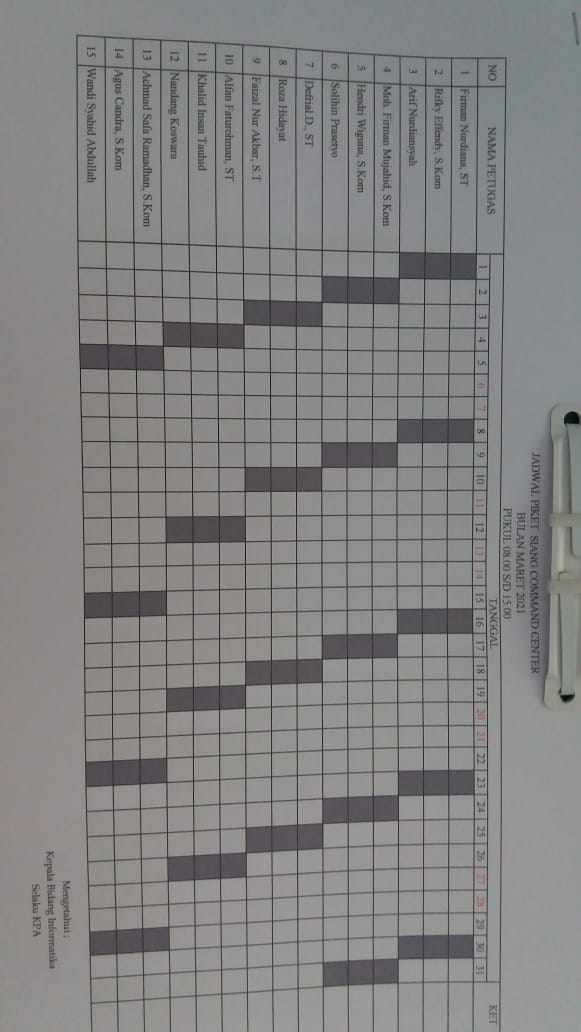 JADWAL PIKET SIANG COMMAND CENTER
BULAN MARET 2021
PUKUL 08.00 S/D 15.00
NO NAMA PETUGAS TANGGAL KET
1 2 3 4 5 6 7 8 9 10 11 12 13 14 15 16 17 18 19 20 21 22 23 24 25 26 27 28 29 30 31
1 Firman Nurdiana, ST
2 Rifky Effendy, S.Kom
3 Arif Nurdiansyah
4 Moh. Firman Mujahid, S.Kom
5 Hendri Wiguna, S.Kom
6 Solihin Prasetyo
7 Defrial.D., ST
8 Roza Hidayat
9 Faizal Nur Akbar, S.T
10 Alfan Faturohman, ST
11 Khalid Insan Tauhid
12 Nandang Koswara
13 Achmad Safa Ramadhan, S.Kom
14 Agus Candra, S.Kom
15 Wandi Syahid Abdullah
Mengetahui ;
Kepala Bidang Informatika
Selaku KPA